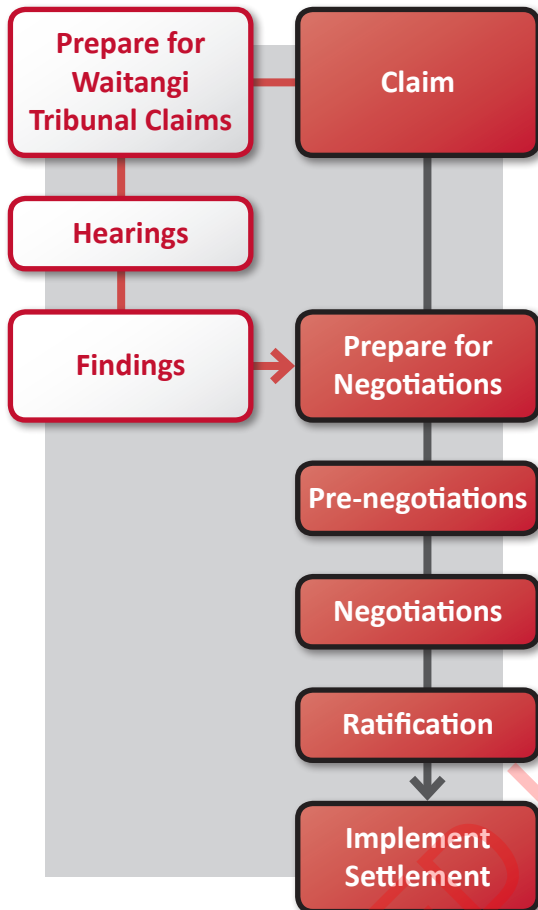 Prepare for
Waitangi
Tribunal Claims
Claim
Hearings
Findings
Prepare for
Negotiations
Pre-negotiations
Negotiations
Ratification
Implement
Settlement